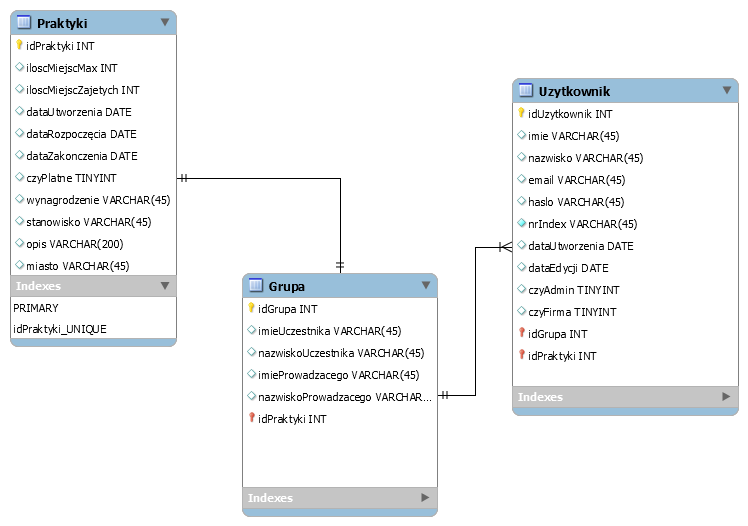 Praktyki
idPraktyki INT
iloscMiejscMax INT
iloscMiejscZajetych INT
dataUtworzenia DATE
dataRozpoczęcia DATE
dataZakonczenia DATE
czyPlatne TINYINT
wynagrodzenie VARCHAR(45)
stanowisko VARCHAR(45)
opis VARCHAR(200)
miasto VARCHAR(45)
Indexes
PRIMARY
idPraktyki_UNIQUE
Grupa
idGrupa INT
imieUczestnika VARCHAR(45)
nazwiskoUczestnika VARCHAR(45)
imieProwadzacego VARCHAR(45)
nazwiskoProwadzacego VARCHAR...
idPraktyki INT
Indexes
Uzytkownik
idUzytkownik INT
imie VARCHAR(45)
nazwisko VARCHAR(45)
email VARCHAR(45)
haslo VARCHAR(45)
nrIndex VARCHAR(45)
dataUtworzenia DATE
dataEdycji DATE
czyAdmin TINYINT
czyFirma TINYINT
idGrupa INT
idPraktyki INT
Indexes